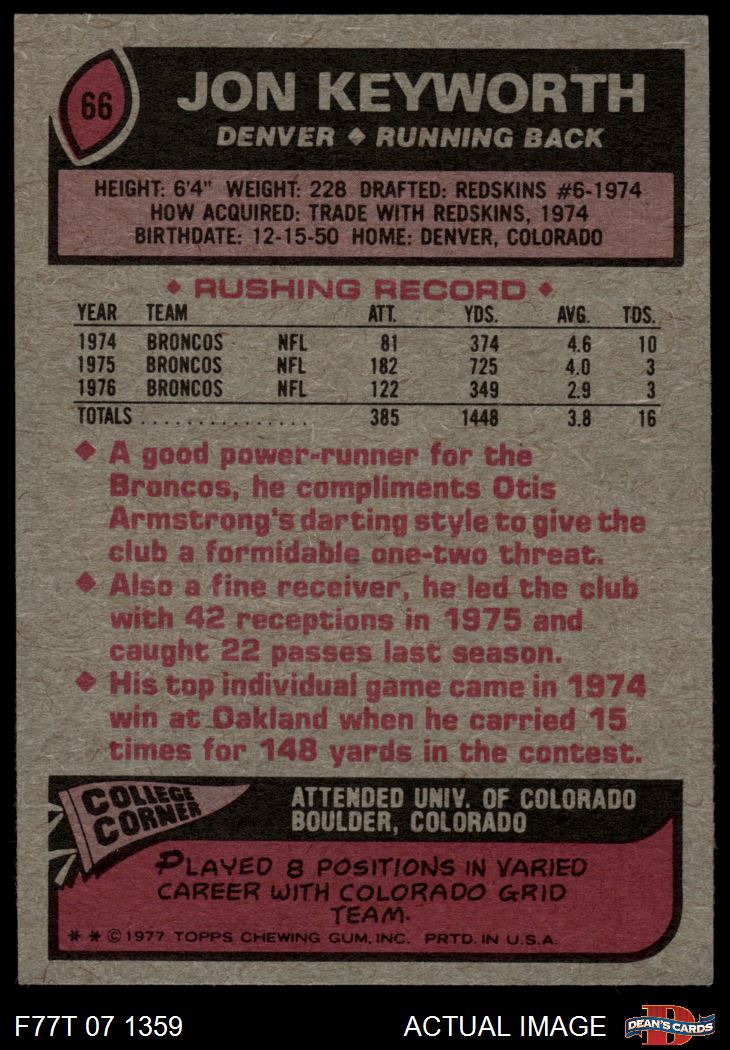 66
JON KEYWORTH
DENVER ◆ RUNNING BACK
HEIGHT: 6'4" WEIGHT: 228 DRAFTED: REDSKINS #6-1974
HOW ACQUIRED: TRADE WITH REDSKINS, 1974
BIRTHDATE: 12-15-50 HOME: DENVER, COLORADO
◆ RUSHING RECORD ◆
YEAR TEAM ATT. YDS. AVG. TDS.
1974 BRONCOS NFL 81 374 4.6 10
1975 BRONCOS NFL 182 725 4.0 3
1976 BRONCOS NFL 122 349 2.9 3
TOTALS . . . . . . . . . . . . . . . 385 1448 3.8 16
◆ A good power-runner for the
Broncos, he compliments Otis
Armstrong's darting style to give the
club a formidable one-two threat.
◆ Also a fine receiver, he led the club
with 42 receptions in 1975 and
caught 22 passes last season.
◆ His top individual game came in 1974
win at Oakland when he carried 15
times for 148 yards in the contest.
COLLEGE
CORNER
ATTENDED UNIV. OF COLORADO
BOULDER, COLORADO
PLAYED 8 POSITIONS IN VARIED
CAREER WITH COLORADO GRID
TEAM.
* * © 1977 TOPPS CHEWING GUM, INC. PRTD. IN U.S.A.
F77T 07 1359 ACTUAL IMAGE
D
DEAN'S CARDS